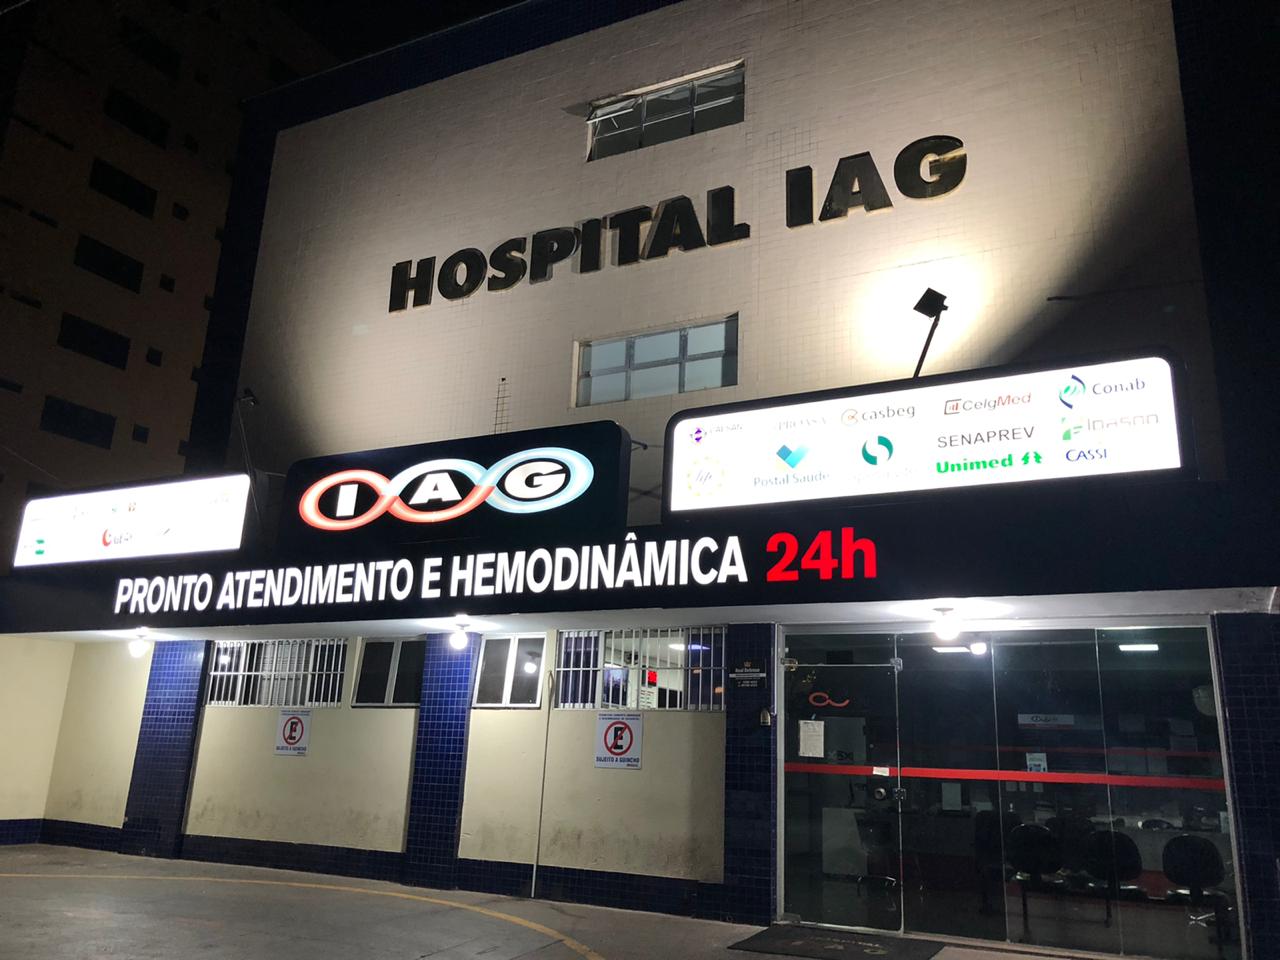 HOSPITAL IAG
casbeg
CelgMed
Conab
Postal Saúde
SENAPREV
Unimed
Ipasgo
CASSI
IAG
PRONTO ATENDIMENTO E HEMODINÂMICA 24h
E
SUJEITO A GUINCHO
E
SUJEITO A GUINCHO